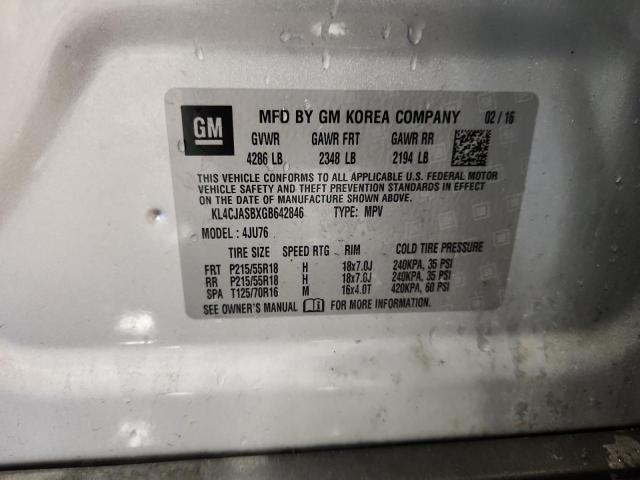 GM
MFD BY GM KOREA COMPANY 02 / 16
GVWR GAWR FRT GAWR RR
4286 LB 2348 LB 2194 LB
THIS VEHICLE CONFORMS TO ALL APPLICABLE U.S. FEDERAL MOTOR
VEHICLE SAFETY AND THEFT PREVENTION STANDARDS IN EFFECT ON
THE DATE OF MANUFACTURE SHOWN ABOVE.
KL4CJASBXGB642846 TYPE: MPV
MODEL: 4JU76
TIRE SIZE SPEED RTG RIM COLD TIRE PRESSURE
FRT P215/55R18 H 18x7.0J 240KPA, 35 PSI
RR P215/55R18 H 18x7.0J 240KPA, 35 PSI
SPA T125/70R16 M 16x4.0T 420KPA, 60 PSI
SEE OWNER'S MANUAL FOR MORE INFORMATION.